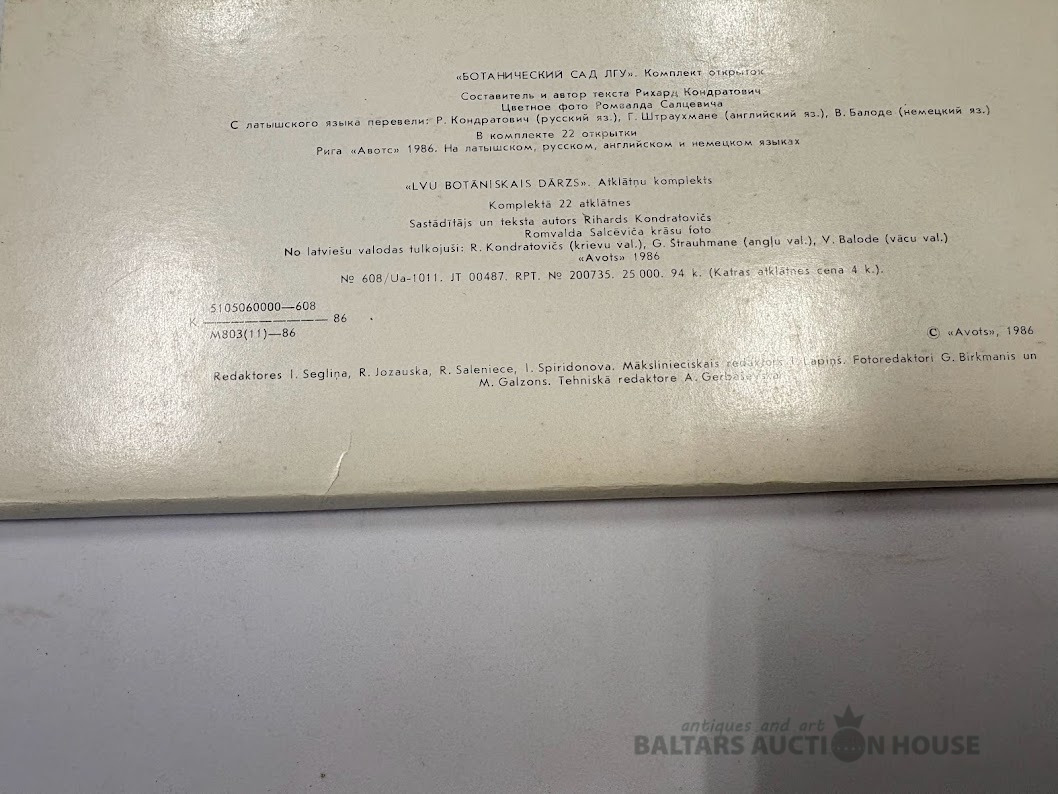 «БОТАНИЧЕСКИЙ САД ЛГУ». Комплект открыток
Составитель и автор текста Рихард Кондратович
Цветное фото Ромвалда Салцевича
С латышского языка перевели: Р. Кондратович (русский яз.), Г. Штраухмане (английский яз.), В. Балоде (немецкий яз.)
В комплекте 22 открытки
Рига «Авотс» 1986. На латышском, русском, английском и немецком языках
«LVU BOTĀNISKAIS DĀRZS». Atklātņu komplekts
Komplektā 22 atklātnes
Sastādītājs un teksta autors Rihards Kondratovičs
Romvalda Salceviča krāsu foto
No latviešu valodas tulkojuši: R. Kondratovičs (krievu val.), G. Štrauhmane (angļu val.), V. Balode (vācu val.)
«Avots» 1986
№ 608/Ua-1011. JT 00487. RPT. № 200735. 25 000. 94 k. (Katras atklātnes cena 4 k.).
5105060000—608
К ——————— 86
M803(11)—86
© «Avots», 1986
Redaktores I. Segliņa, R. Jozauska, R. Saleniece, I. Spiridonova. Mākslinieciskais redaktors I. Lapiņš. Fotoredaktori G. Birkmanis un
M. Galzons. Tehniskā redaktore A.
antiques and art
BALTARS AUCTION HOUSE